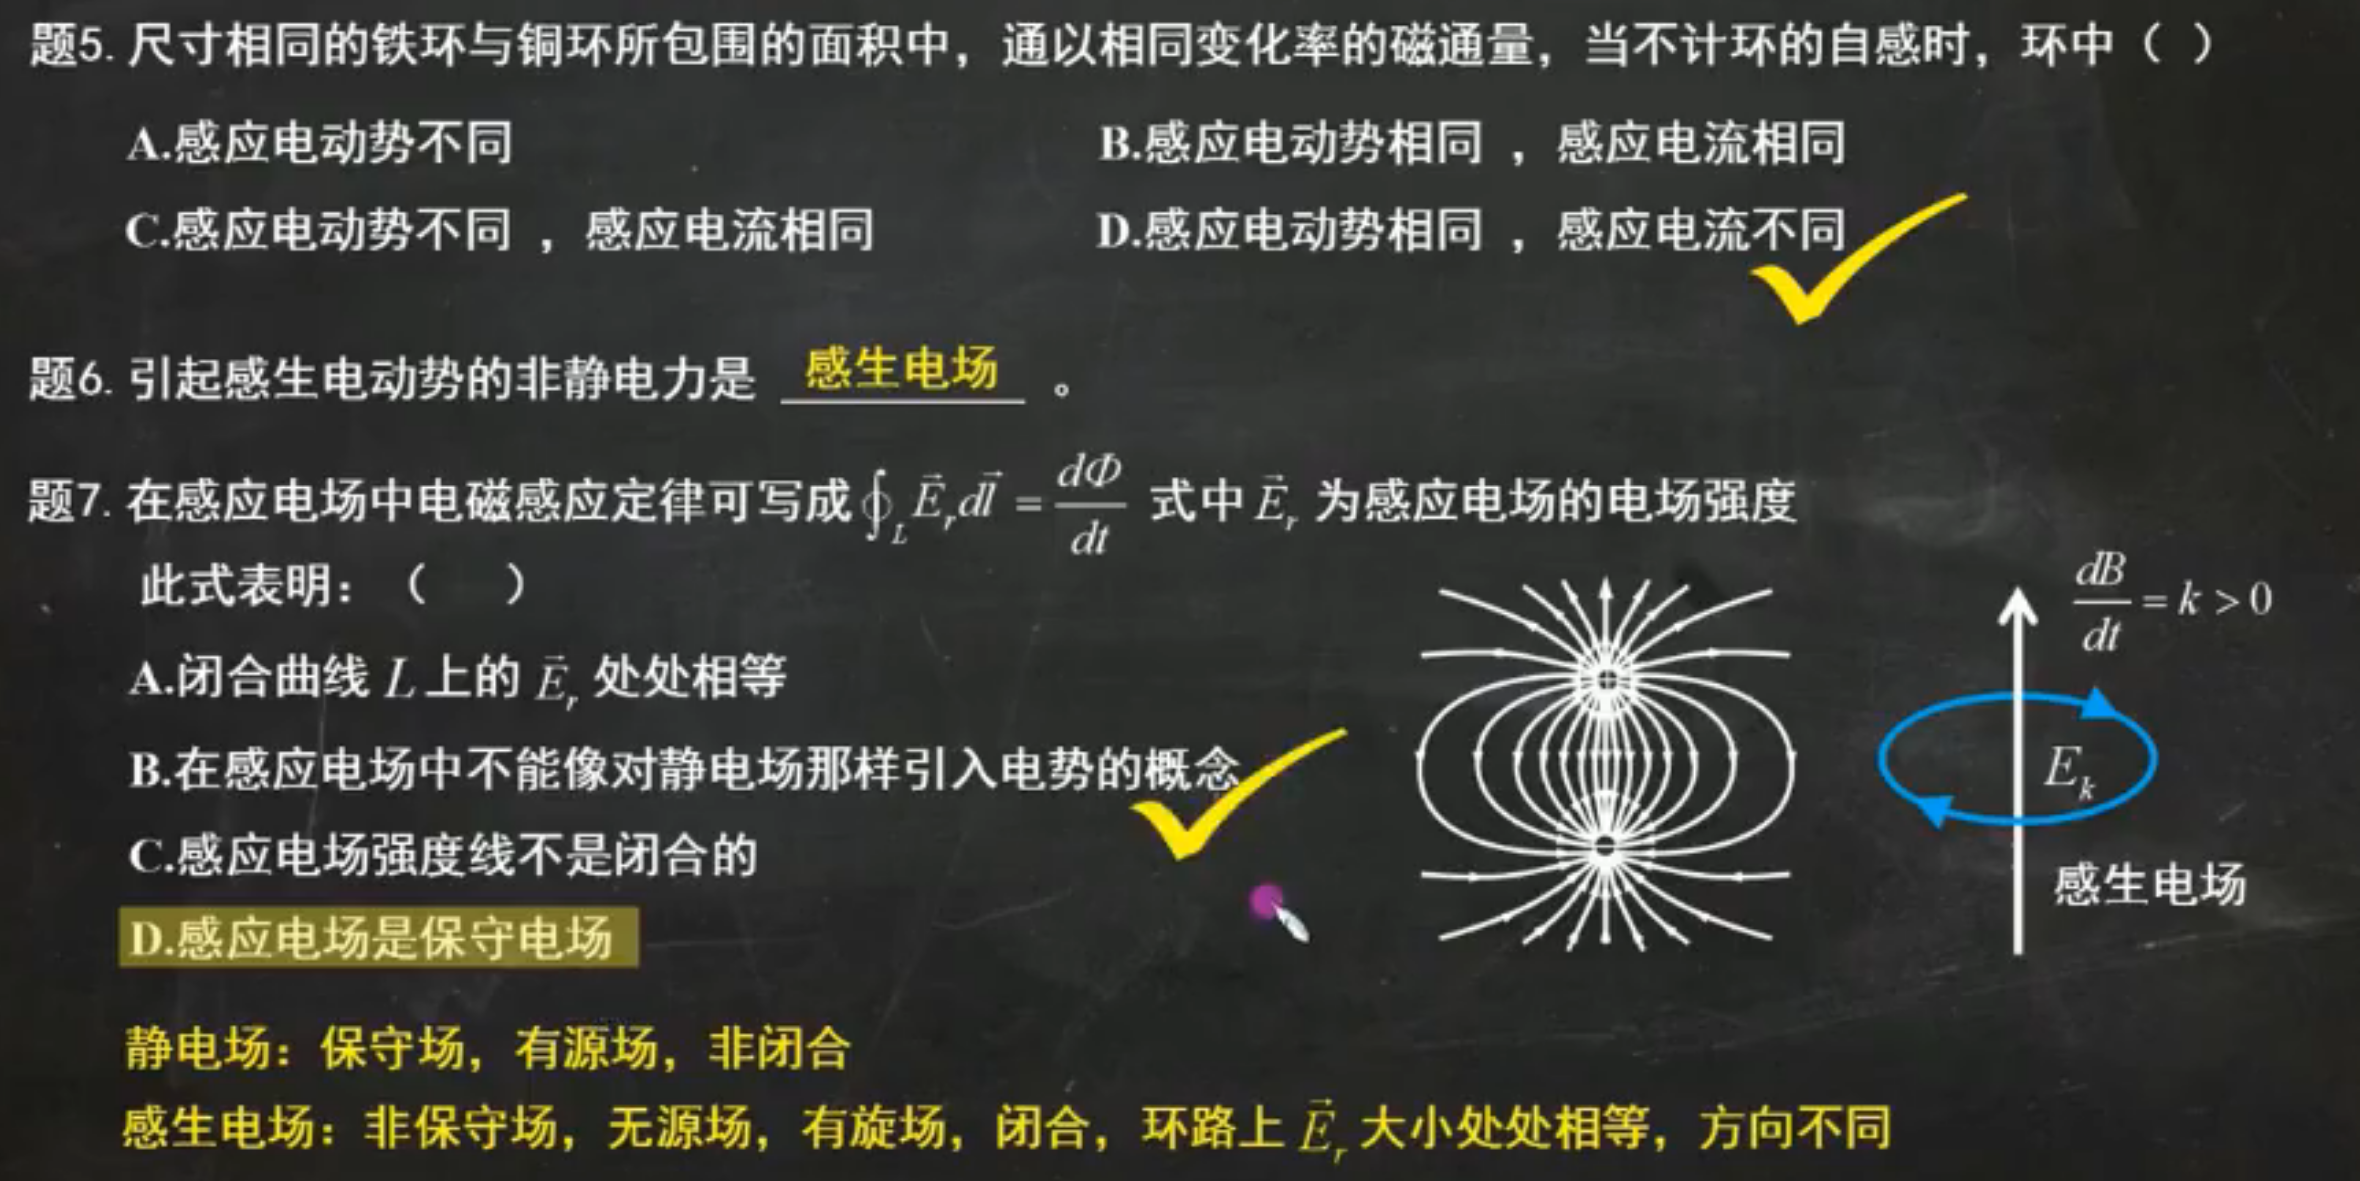 题5. 尺寸相同的铁环与铜环所包围的面积中，通以相同变化率的磁通量，当不计环的自感时，环中（ ）
A.感应电动势不同
B.感应电动势相同 ，感应电流相同
C.感应电动势不同 ，感应电流相同
D.感应电动势相同 ，感应电流不同
题6. 引起感生电动势的非静电力是 感生电场 。
题7. 在感应电场中电磁感应定律可写成 $\oint_L \vec{E}_r d\vec{l} = \frac{d\Phi}{dt}$ 式中 $\vec{E}_r$ 为感应电场的电场强度
此式表明：（ ）
A.闭合曲线 L 上的 $\vec{E}_r$ 处处相等
B.在感应电场中不能像对静电场那样引入电势的概念
C.感应电场强度线不是闭合的
D.感应电场是保守电场
$\frac{dB}{dt} = k > 0$
$E_k$
感生电场
静电场：保守场，有源场，非闭合
感生电场：非保守场，无源场，有旋场，闭合，环路上 $\vec{E}_r$ 大小处处相等，方向不同